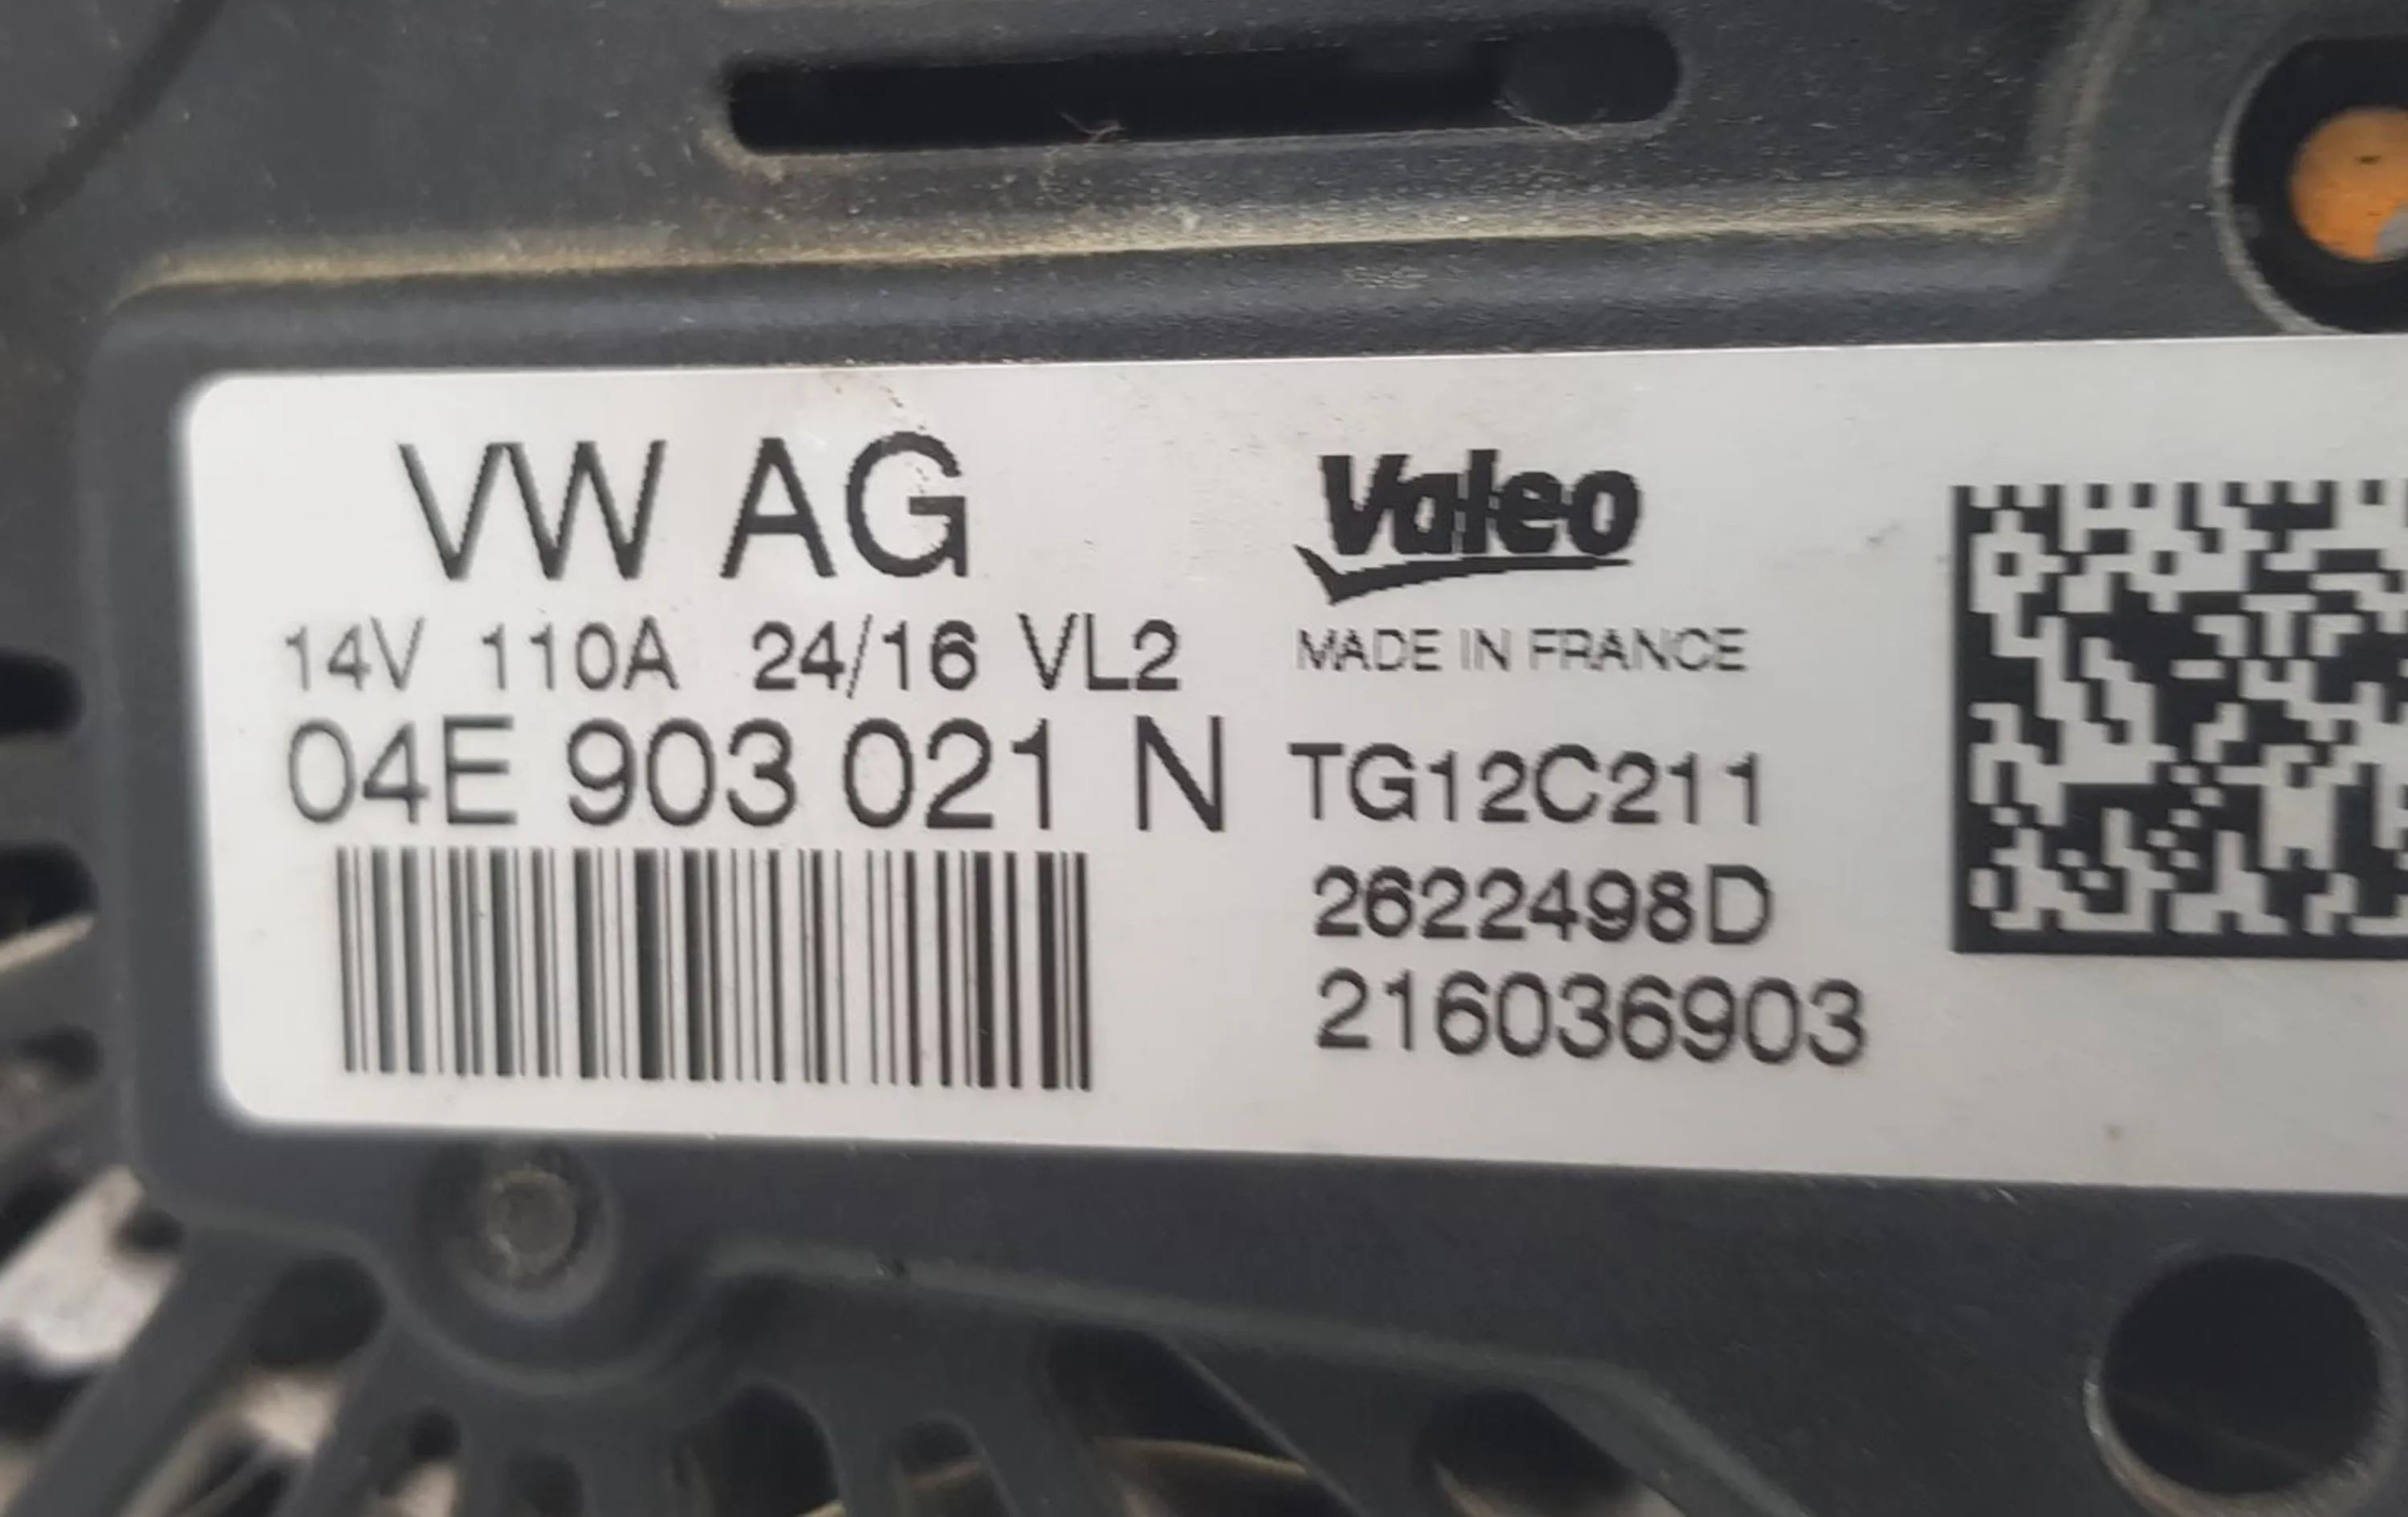 VW AG
14V 110A 24/16 VL2
04E 903 021 N
Valeo
MADE IN FRANCE
TG12C211
2622498D
216036903